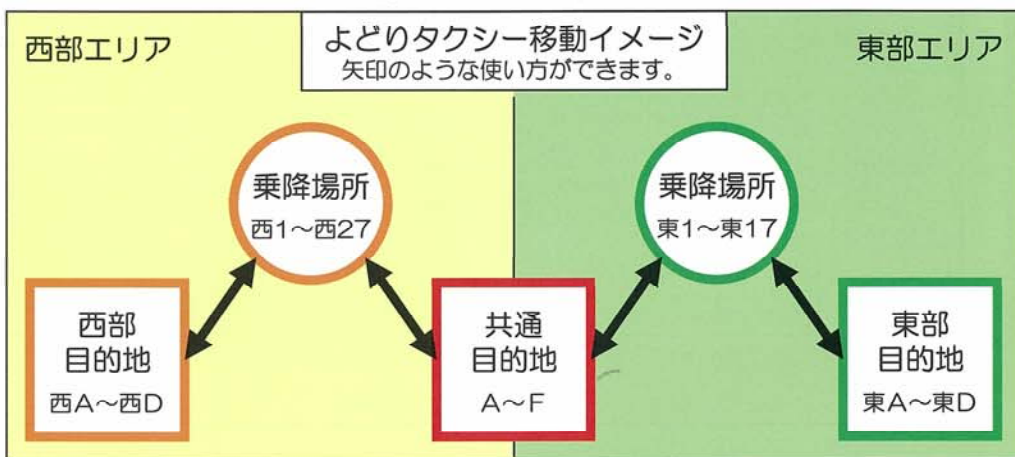 西部エリア
よどりタクシー移動イメージ
矢印のような使い方ができます。
東部エリア
乗降場所
西1～西27
乗降場所
東1～東17
西部
目的地
西A～西D
共通
目的地
A～F
東部
目的地
東A～東D